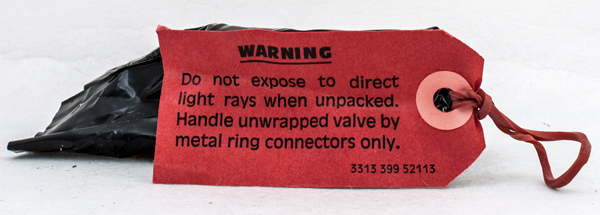 WARNING
Do not expose to direct
light rays when unpacked.
Handle unwrapped valve by
metal ring connectors only.
3313 399 52113